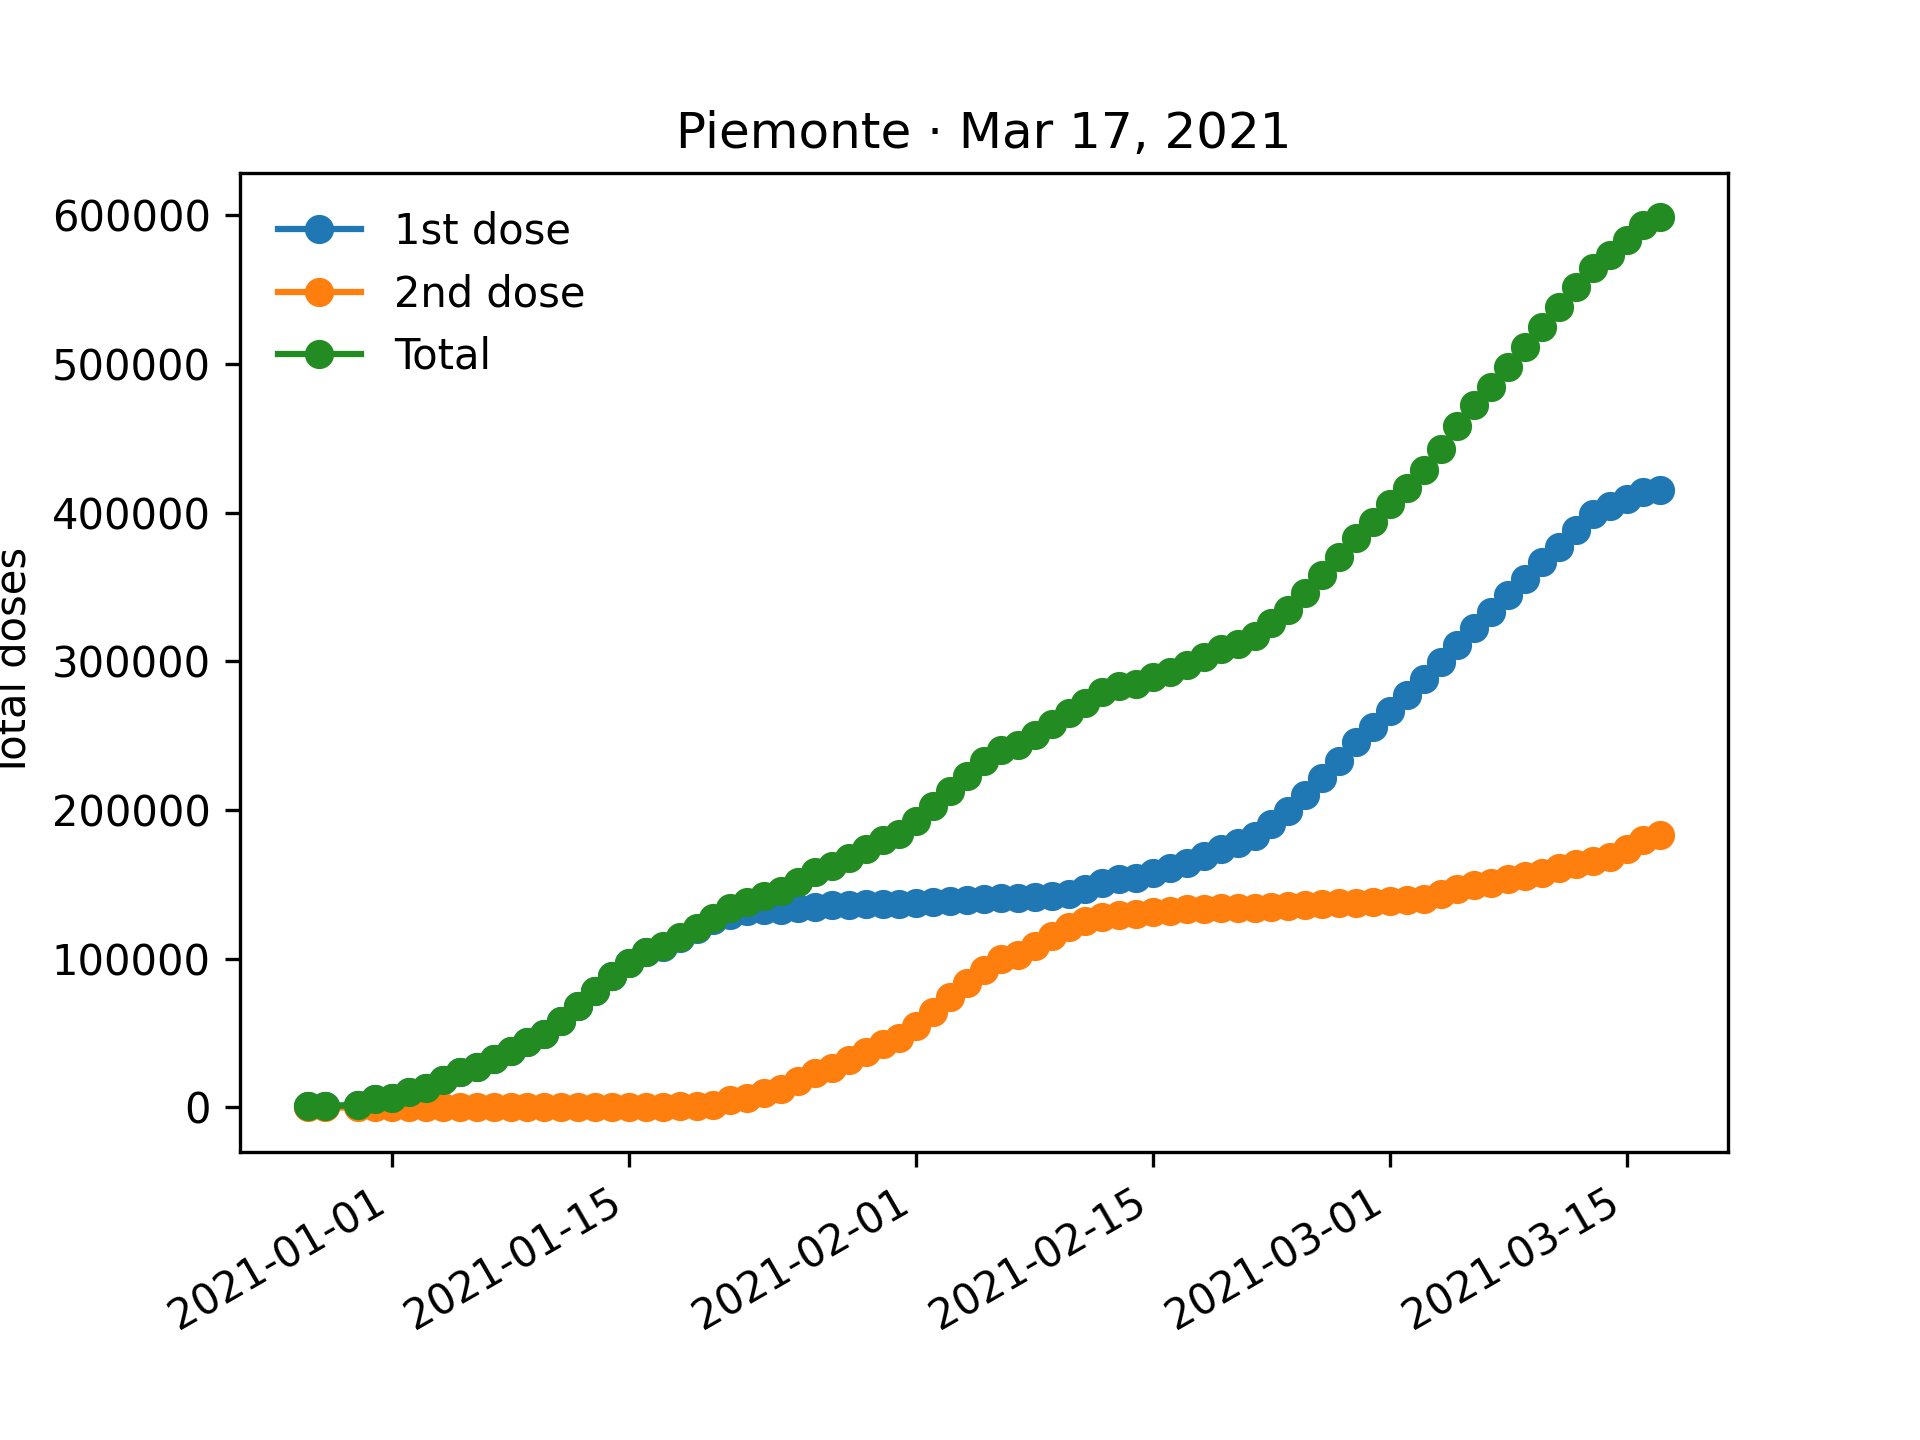 Piemonte · Mar 17, 2021
1st dose
2nd dose
Total
600000
500000
400000
300000
200000
100000
0
Total doses
2021-01-01
2021-01-15
2021-02-01
2021-02-15
2021-03-01
2021-03-15